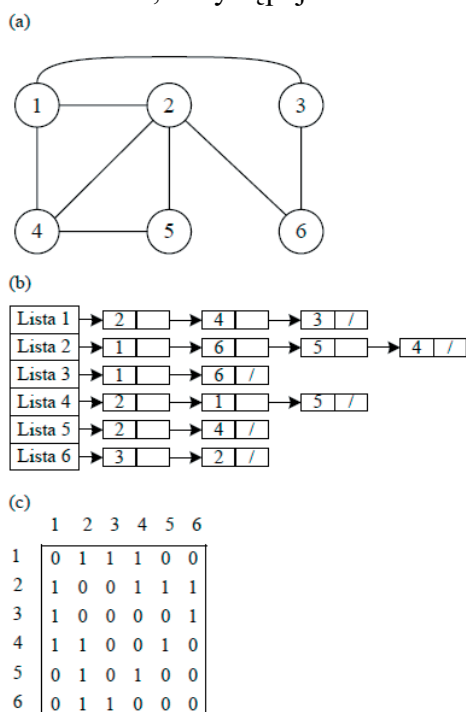 (a)
1 2 3
4 5 6
(b)
Lista 1 2 4 3 /
Lista 2 1 6 5 4 /
Lista 3 1 6 /
Lista 4 2 1 5 /
Lista 5 2 4 /
Lista 6 3 2 /
(c)
1 2 3 4 5 6
1 0 1 1 1 0 0
2 1 0 0 1 1 1
3 1 0 0 0 0 1
4 1 1 0 0 1 0
5 0 1 0 1 0 0
6 0 1 1 0 0 0